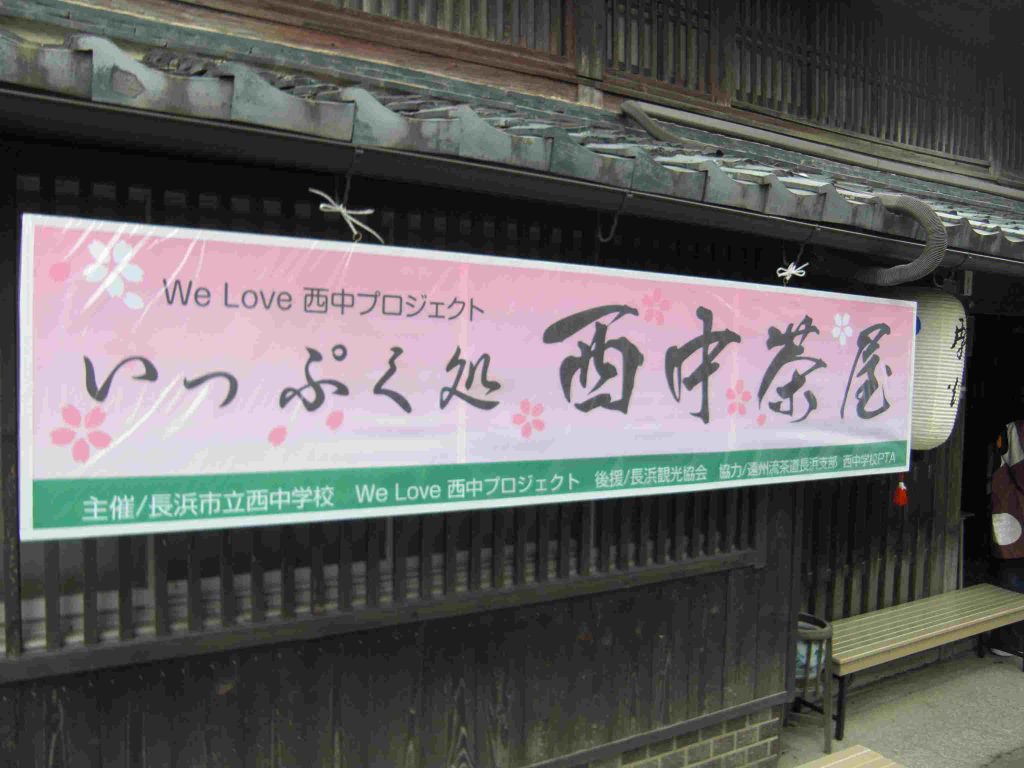 We Love 西中プロジェクト
いっぷく処 西中茶屋
主催/長浜市立西中学校 We Love 西中プロジェクト 後援/長浜観光協会 協力/遠州流茶道長浜支部 西中学校PTA